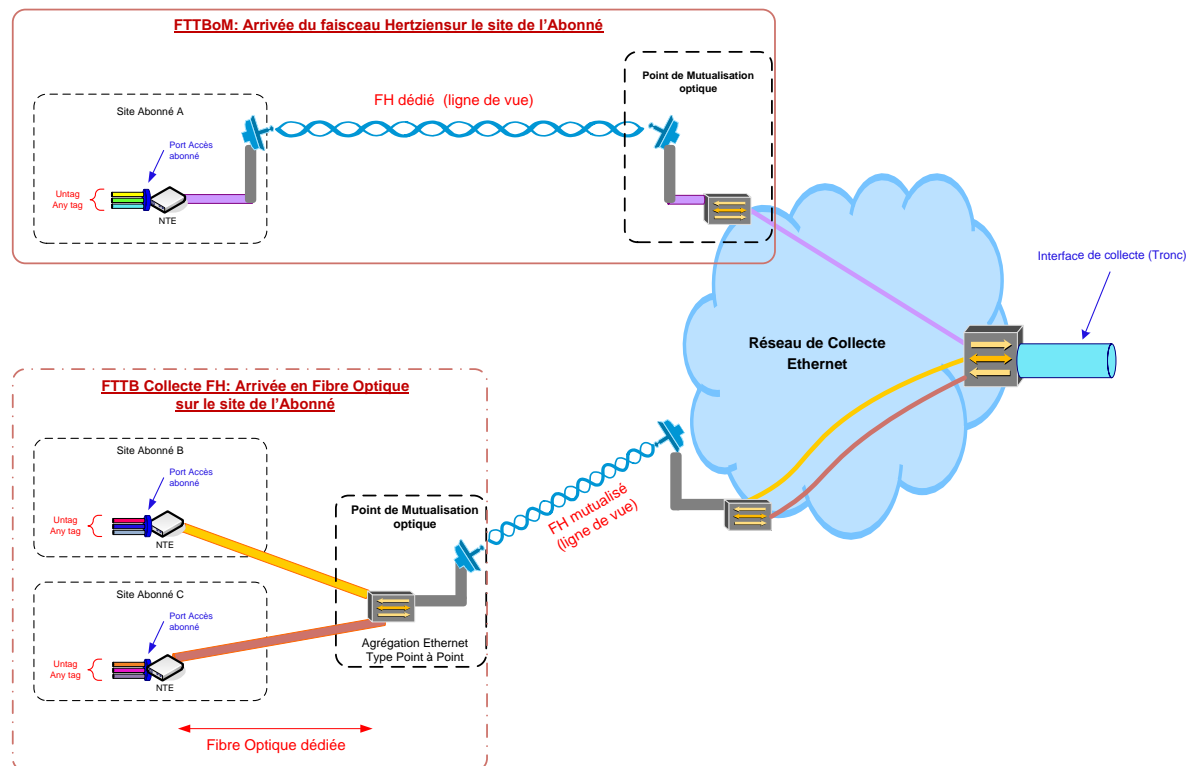 FTTBoM: Arrivée du faisceau Hertziensur le site de l'Abonné
Point de Mutualisation
optique
FH dédié (ligne de vue)
Site Abonné A
Port Accès
abonné
Untag
Any tag
NTE
Interface de collecte (Tronc)
Réseau de Collecte
Ethernet
FTTB Collecte FH: Arrivée en Fibre Optique
sur le site de l'Abonné
Site Abonné B
Port Accès
abonné
Untag
Any tag
NTE
Point de Mutualisation
optique
FH mutualisé
(ligne de vue)
Site Abonné C
Port Accès
abonné
Untag
Any tag
NTE
Agrégation Ethernet
Type Point à Point
Fibre Optique dédiée